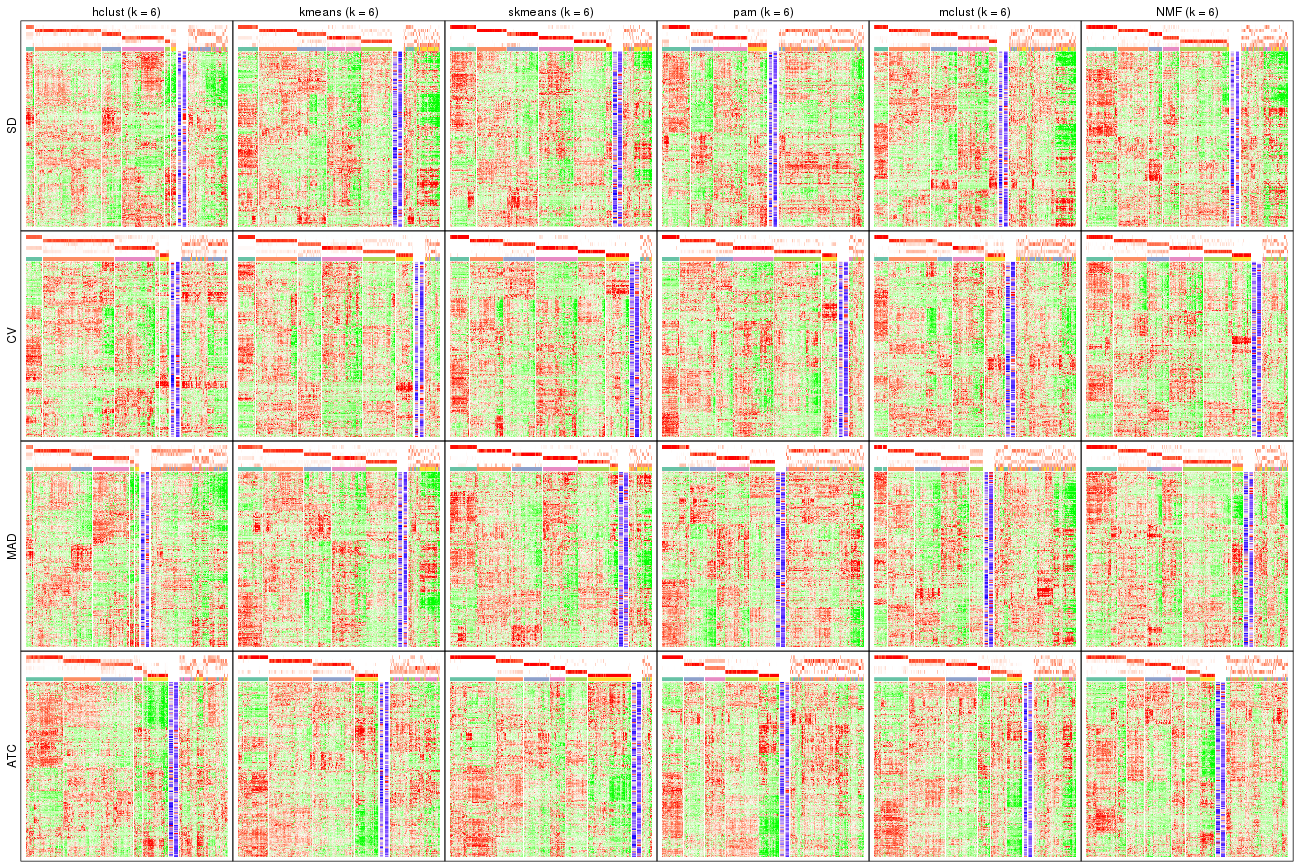 hclust (k = 6) kmeans (k = 6) skmeans (k = 6) pam (k = 6) mclust (k = 6) NMF (k = 6)
SD
CV
MAD
ATC